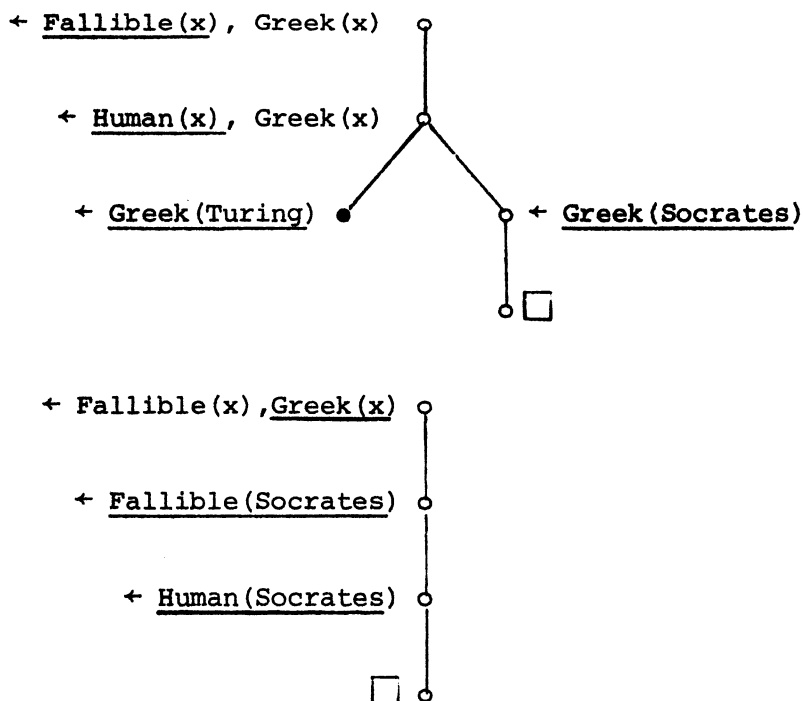 ← Fallible(x), Greek(x)
← Human(x), Greek(x)
← Greek(Turing) ← Greek(Socrates)
← Fallible(x),Greek(x)
← Fallible(Socrates)
← Human(Socrates)